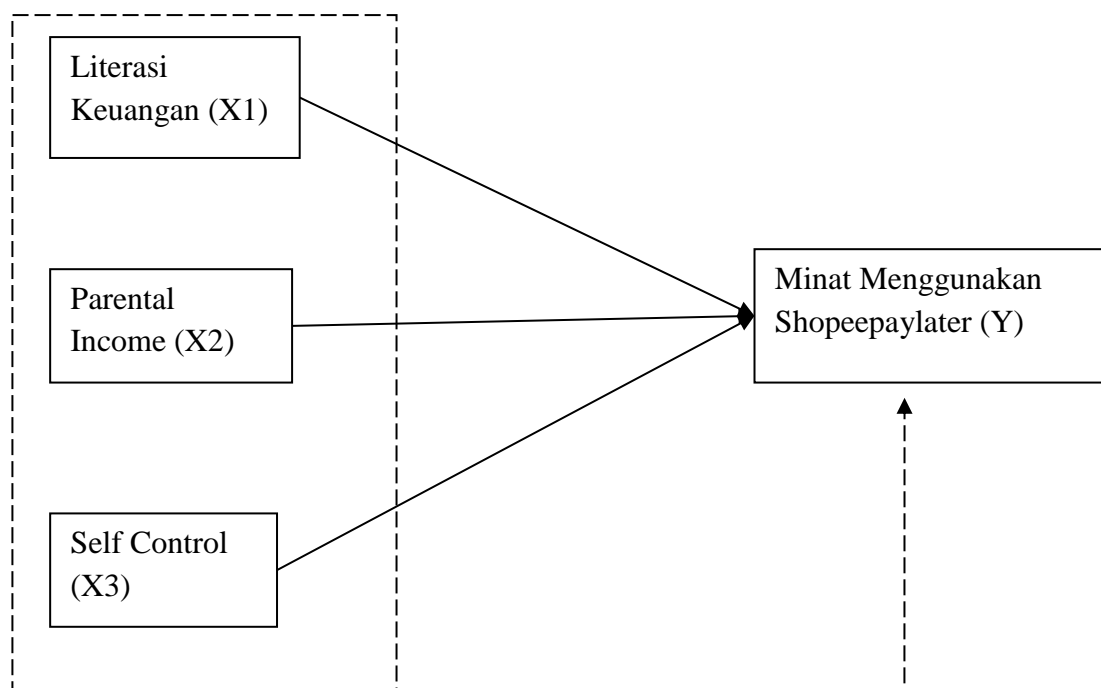 Literasi
Keuangan (X1)
Parental
Income (X2)
Minat Menggunakan
Shopeepaylater (Y)
Self Control
(X3)